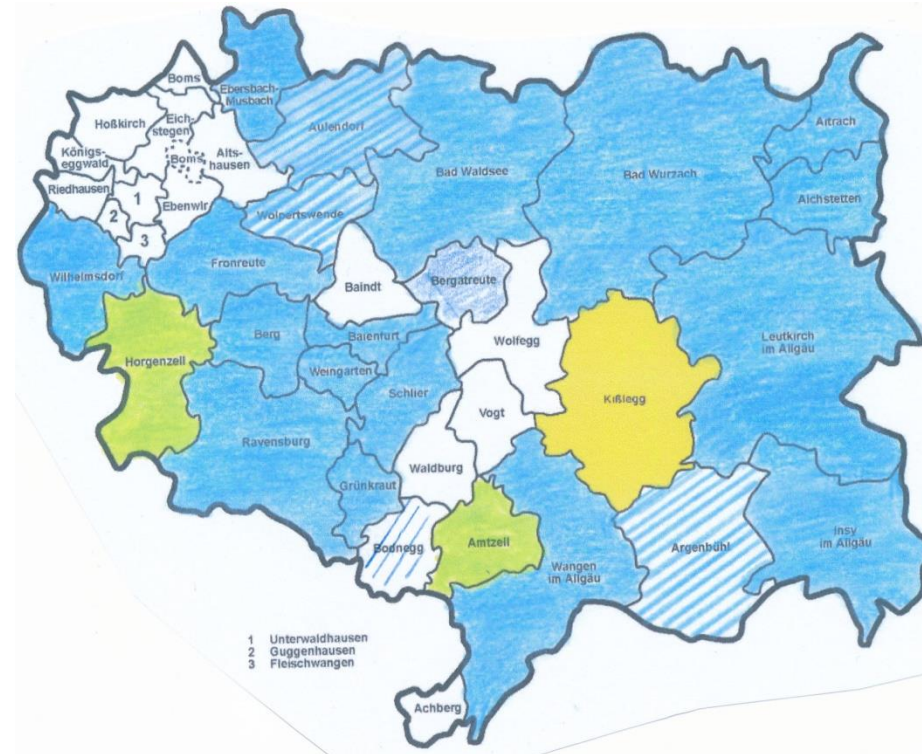 Boms
Ebersbach-
Musbach
Hoßkirch
Eich-
stegen
Aulendorf
Aitrach
Königs-
eggwald
Boms
Alts-
hausen
Bad Waldsee
Bad Wurzach
Riedhausen
1
Ebenwlr
Aichstetten
2
Wolpertswende
3
Fronreute
Wilhelmsdorf
Baindt
Bergatreute
Berg
Baienfurt
Wolfegg
Leutkirch
im Allgäu
Horgenzell
Weingarten
Schlier
Kißlegg
Vogt
Ravensburg
Waldburg
Grünkraut
Bodnegg
Amtzell
Argenbühl
Isny
im Allgäu
Wangen
im Allgäu
1 Unterwaldhausen
2 Guggenhausen
3 Fleischwangen
Achberg